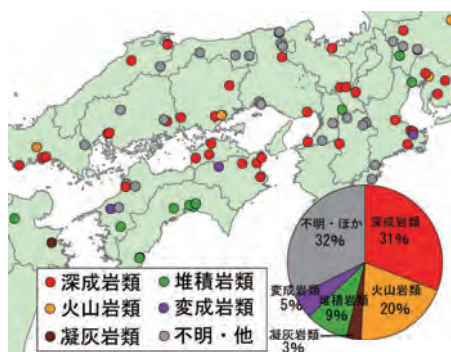 不明・ほか
32%
深成岩類
31%
変成岩類
5%
堆積岩類
9%
火山岩類
20%
凝灰岩類
3%
深成岩類
堆積岩類
火山岩類
変成岩類
凝灰岩類
不明・他